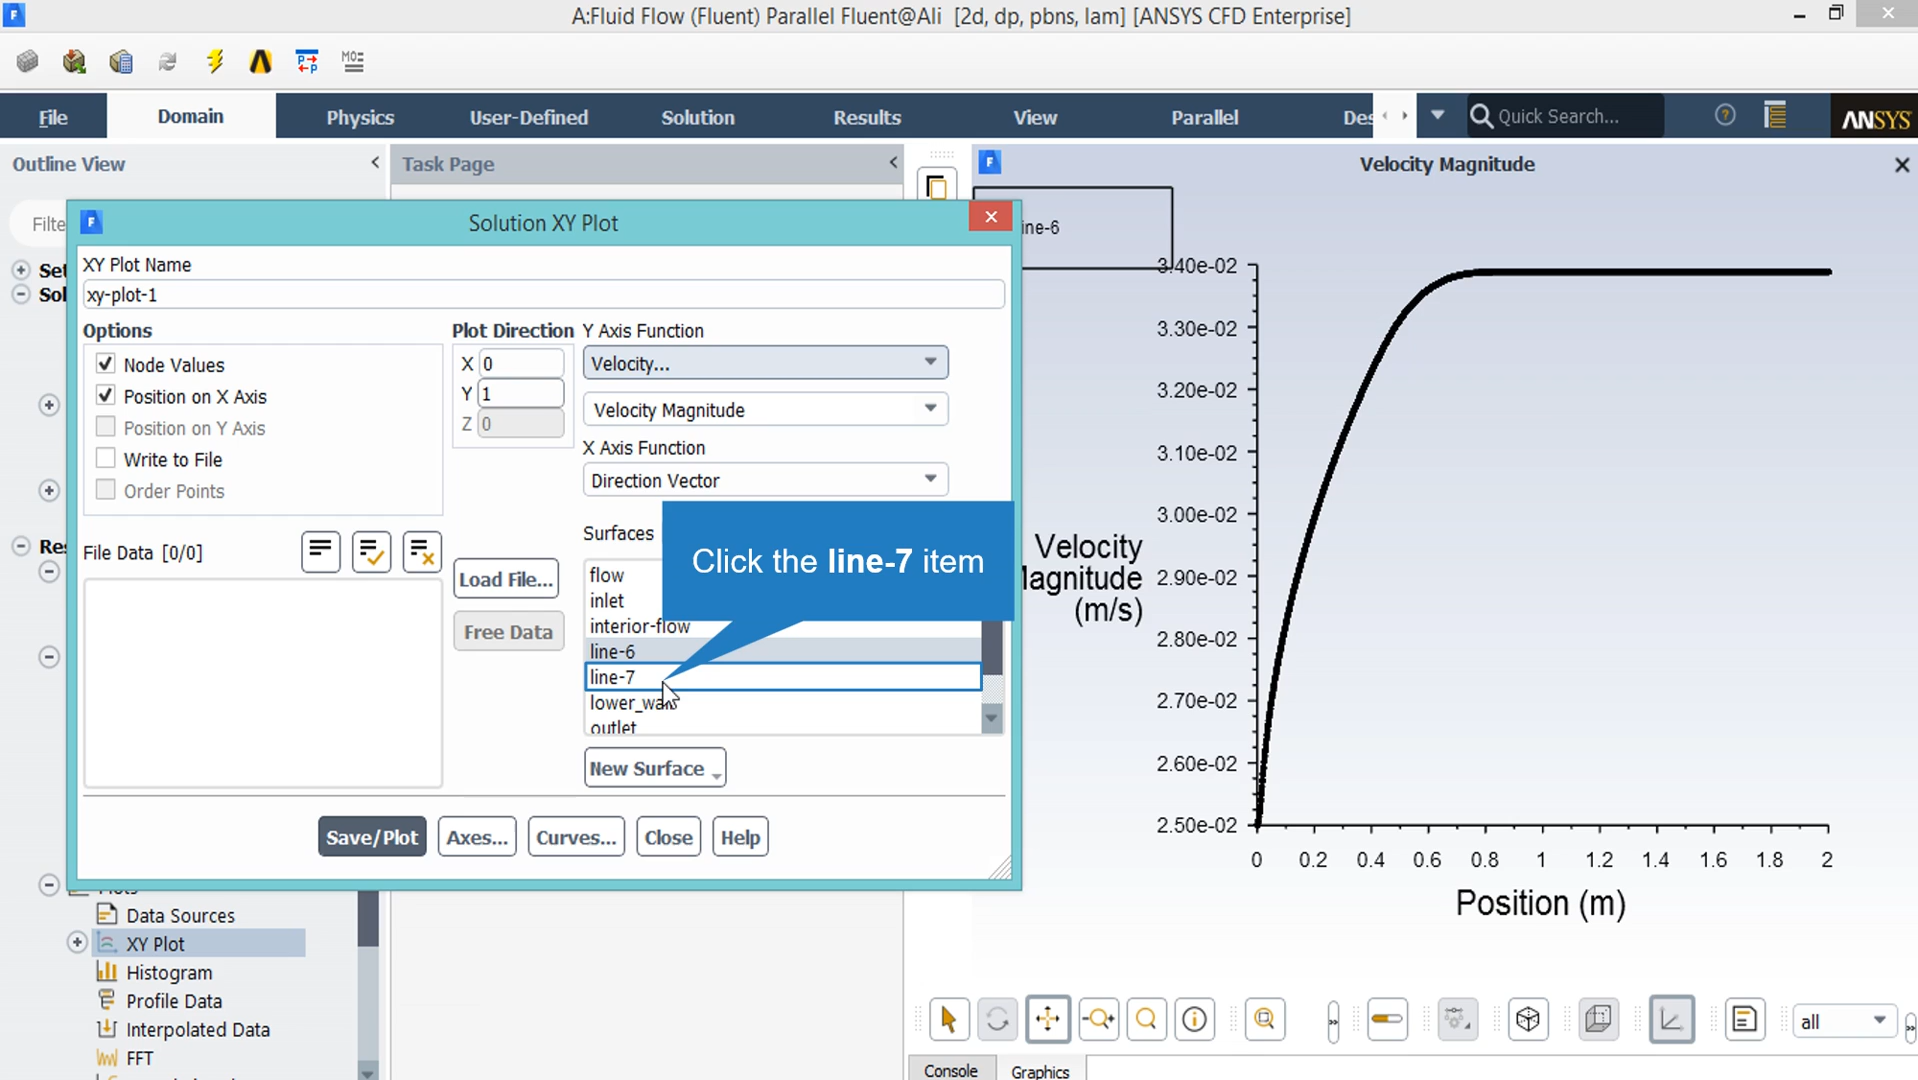 A:Fluid Flow (Fluent) Parallel Fluent@Ali [2d, dp, pbns, lam] [ANSYS CFD Enterprise]
File
Domain
Physics
User-Defined
Solution
Results
View
Parallel
Des
Quick Search...
ANSYS
Outline View
Task Page
Velocity Magnitude
Filte
Set
Sol
Res
Solution XY Plot
XY Plot Name
xy-plot-1
Options
Node Values
Position on X Axis
Position on Y Axis
Write to File
Order Points
Plot Direction
X 0
Y 1
Z 0
Y Axis Function
Velocity...
Velocity Magnitude
X Axis Function
Direction Vector
File Data [0/0]
Load File...
Free Data
Surfaces
flow
inlet
interior-flow
line-6
line-7
outlet
Click the line-7 item
New Surface
Save/Plot
Axes...
Curves...
Close
Help
Data Sources
XY Plot
Histogram
Profile Data
Interpolated Data
FFT
ine-6
3.40e-02
3.30e-02
3.20e-02
3.10e-02
3.00e-02
2.90e-02
2.80e-02
2.70e-02
2.60e-02
2.50e-02
Velocity
lagnitude
(m/s)
0 0.2 0.4 0.6 0.8 1 1.2 1.4 1.6 1.8 2
Position (m)
all
Console
Graphics